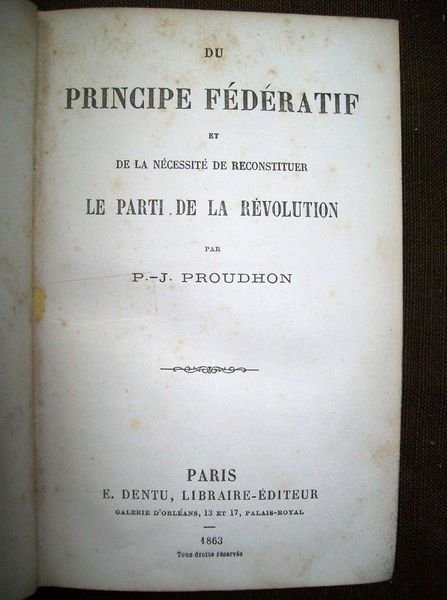 DU
PRINCIPE FÉDÉRATIF
ET
DE LA NÉCESSITÉ DE RECONSTITUER
LE PARTI DE LA RÉVOLUTION
PAR
P.-J. PROUDHON
PARIS
E. DENTU, LIBRAIRE-ÉDITEUR
GALERIE D'ORLÉANS, 13 ET 17, PALAIS-ROYAL
1863
Tous droits réservés